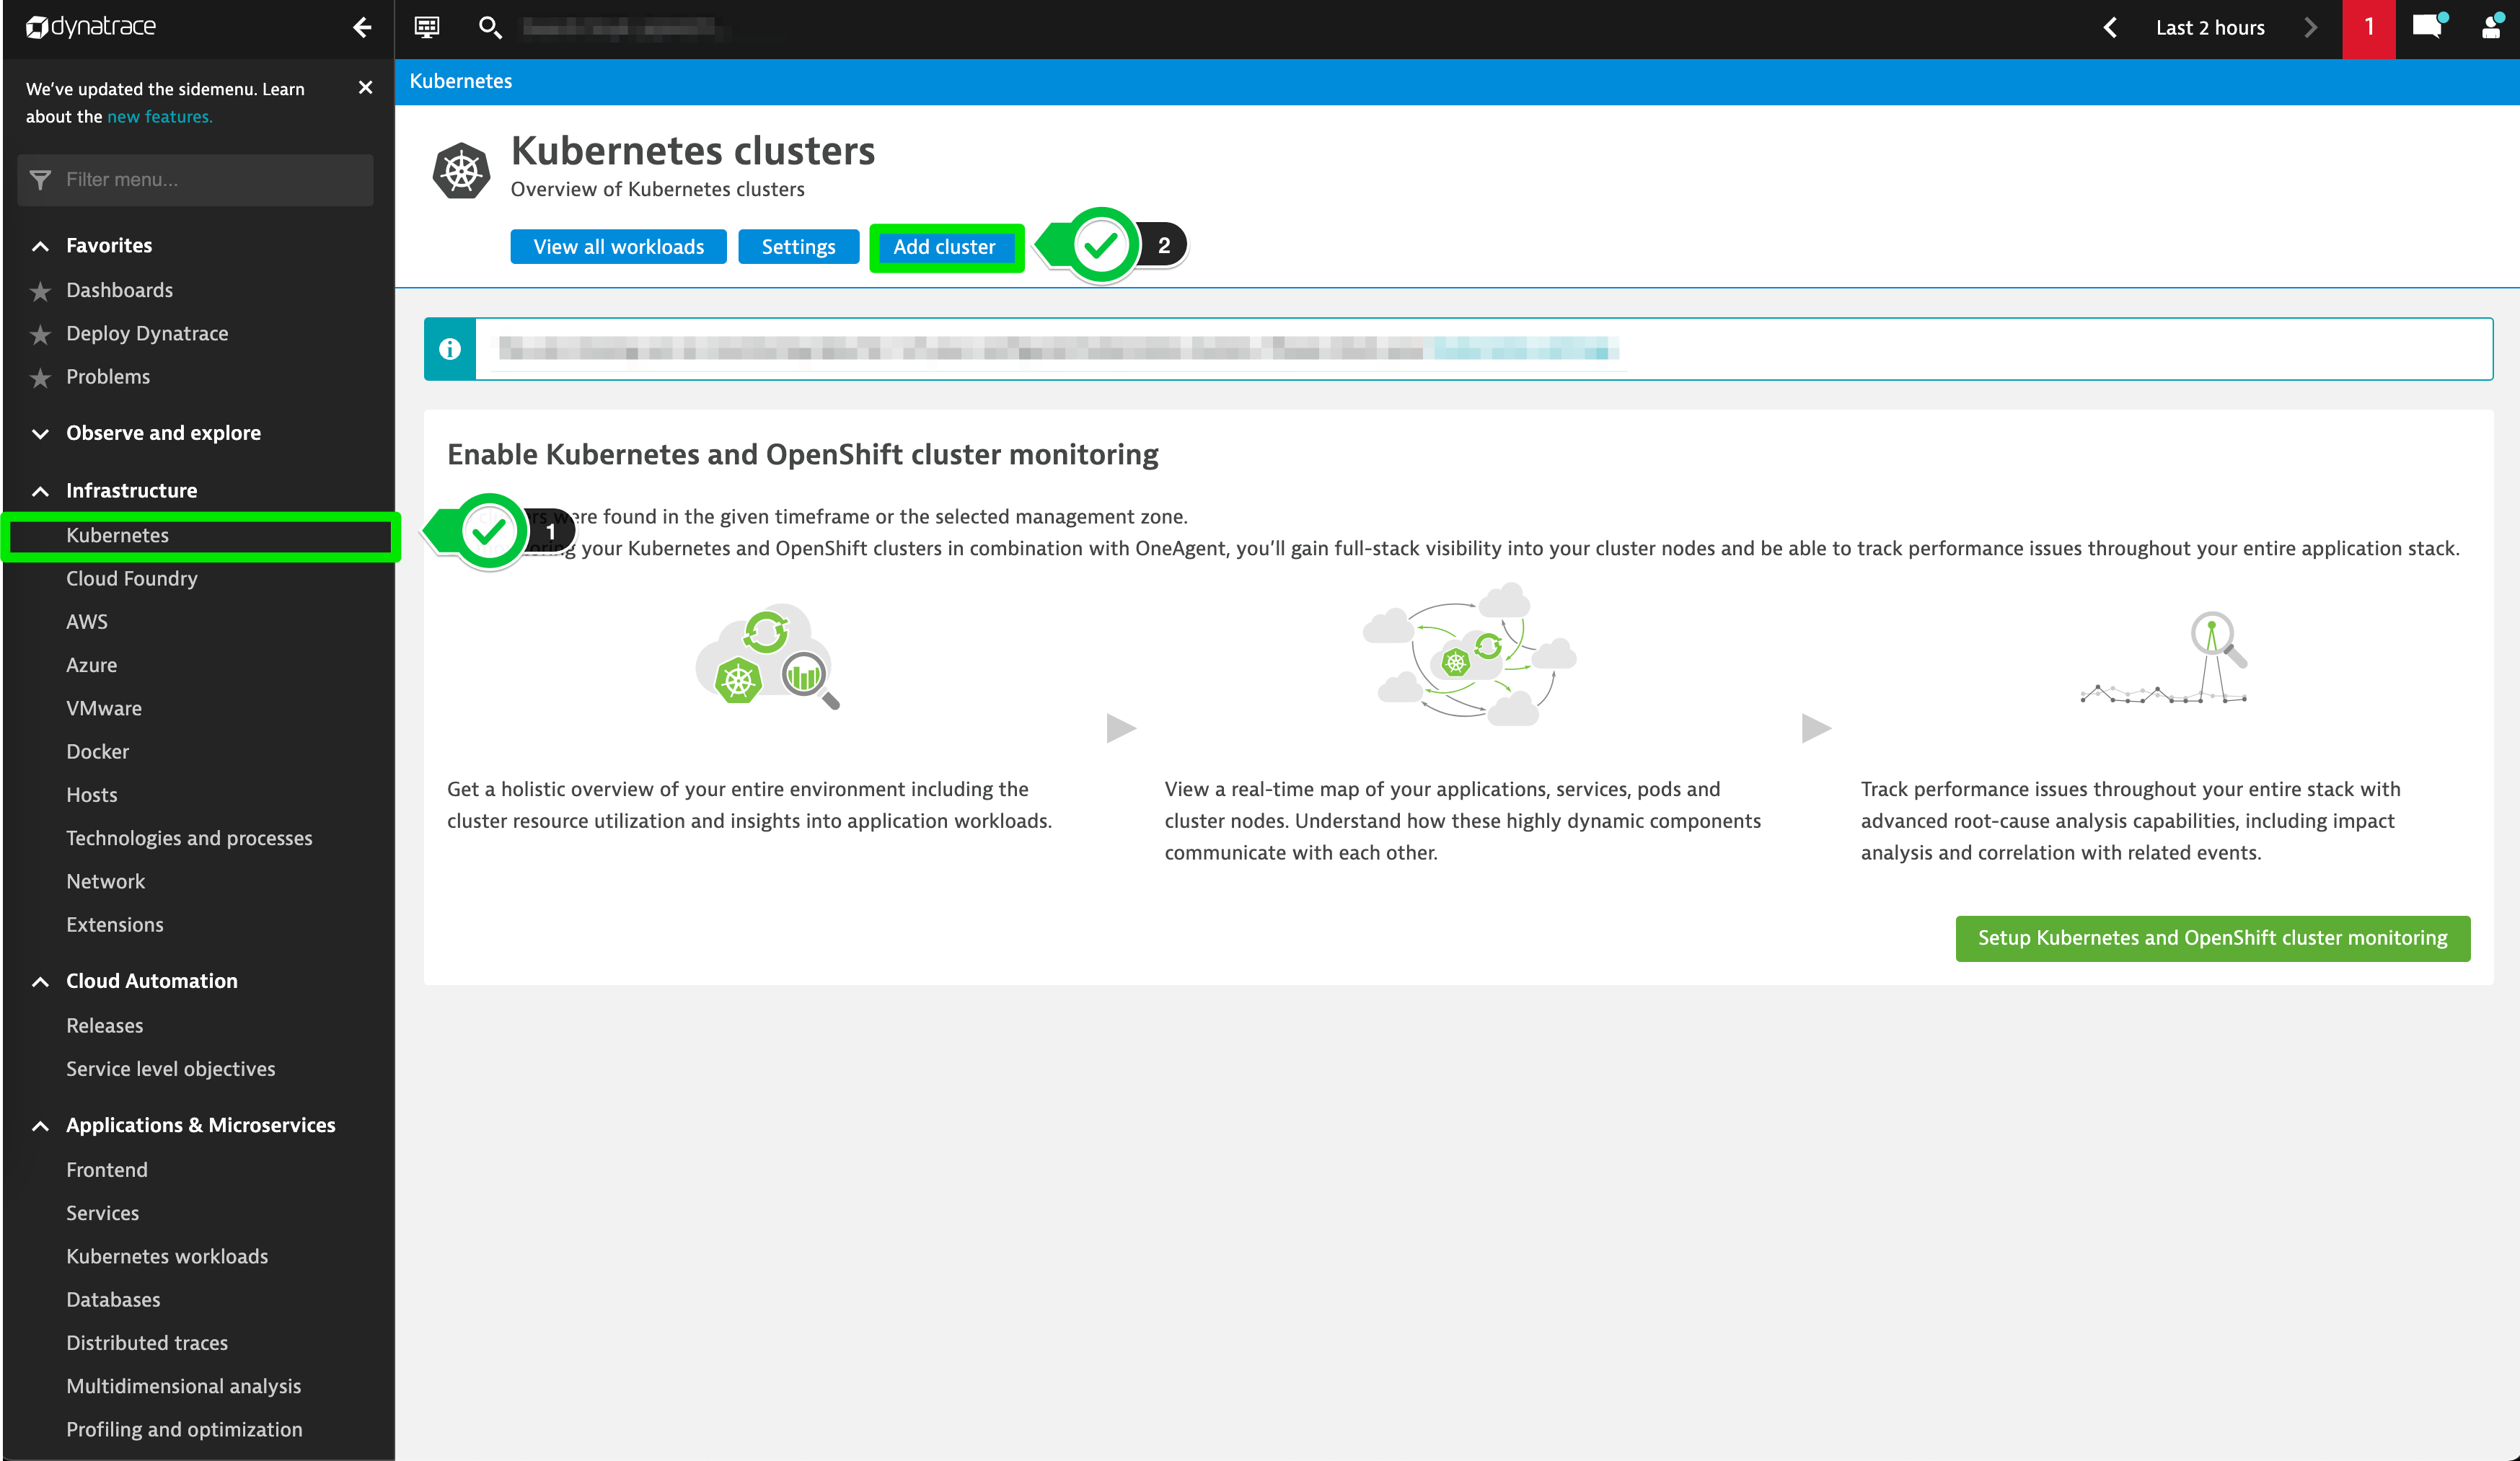 dynatrace
Last 2 hours
1
We've updated the sidemenu. Learn
about the new features.
Filter menu...
Favorites
Dashboards
Deploy Dynatrace
Problems
Observe and explore
Infrastructure
Kubernetes
Cloud Foundry
AWS
Azure
VMware
Docker
Hosts
Technologies and processes
Network
Extensions
Cloud Automation
Releases
Service level objectives
Applications & Microservices
Frontend
Services
Kubernetes workloads
Databases
Distributed traces
Multidimensional analysis
Profiling and optimization
Kubernetes
Kubernetes clusters
Overview of Kubernetes clusters
View all workloads
Settings
Add cluster
2
Enable Kubernetes and OpenShift cluster monitoring
1
found in the given timeframe or the selected management zone.
your Kubernetes and OpenShift clusters in combination with OneAgent, you'll gain full-stack visibility into your cluster nodes and be able to track performance issues throughout your entire application stack.
Get a holistic overview of your entire environment including the
cluster resource utilization and insights into application workloads.
View a real-time map of your applications, services, pods and
cluster nodes. Understand how these highly dynamic components
communicate with each other.
Track performance issues throughout your entire stack with
advanced root-cause analysis capabilities, including impact
analysis and correlation with related events.
Setup Kubernetes and OpenShift cluster monitoring